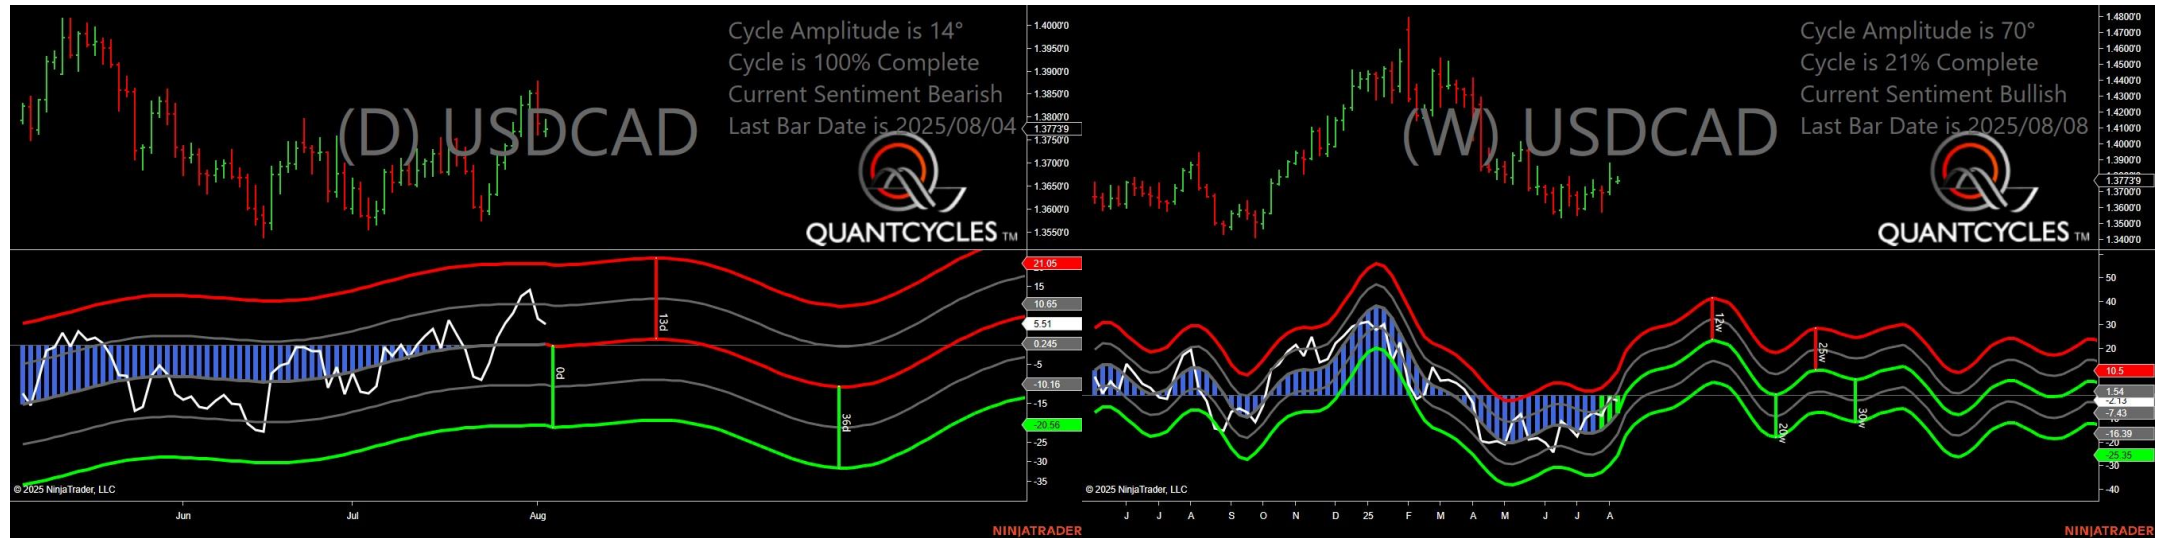 Cycle Amplitude is 14°
Cycle is 100% Complete
Current Sentiment Bearish
Last Bar Date is 2025/08/04
(D) USDCAD
QUANTCYCLES TM
1.4000'0
1.3950'0
1.3900'0
1.3850'0
1.3800'0
1.3773'9
1.3750'0
1.3700'0
1.3650'0
1.3600'0
1.3550'0
21.05
15
10.65
5.51
0.245
-5
-10.16
-15
-20.56
-25
-30
-35
13d
0d
36d
© 2025 NinjaTrader, LLC
Jun
Jul
Aug
NINJATRADER
Cycle Amplitude is 70°
Cycle is 21% Complete
Current Sentiment Bullish
Last Bar Date is 2025/08/08
(W) USDCAD
QUANTCYCLES TM
1.4800'0
1.4700'0
1.4600'0
1.4500'0
1.4400'0
1.4300'0
1.4200'0
1.4100'0
1.4000'0
1.3900'0
1.3773'9
1.3700'0
1.3600'0
1.3500'0
1.3400'0
50
40
30
20
10.5
1.54
-2.13
-7.43
-16.39
-20
-25.35
-30
-40
12w
25w
20w
30w
© 2025 NinjaTrader, LLC
J
J
A
S
O
N
D
25
F
M
A
M
J
J
A
NINJATRADER